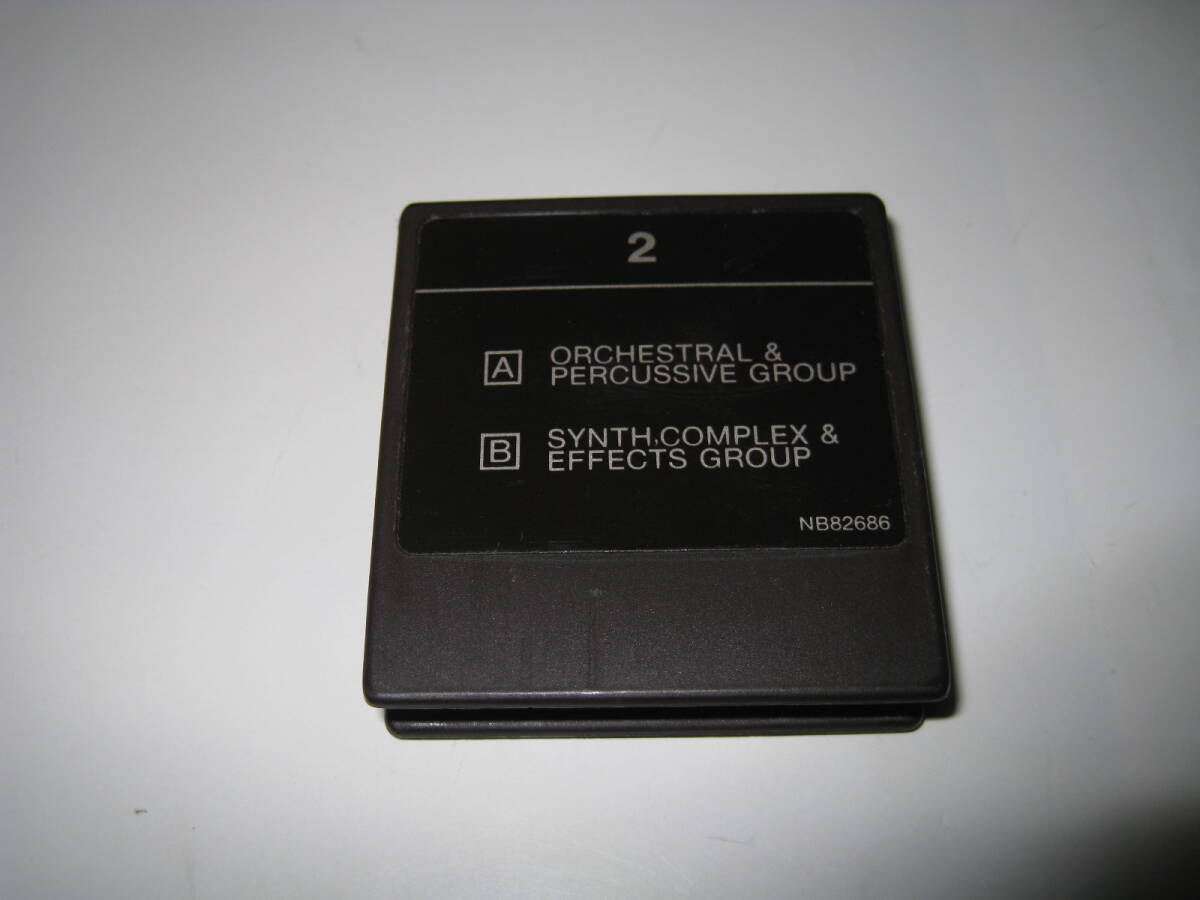 2
A ORCHESTRAL &
PERCUSSIVE GROUP
B SYNTH,COMPLEX &
EFFECTS GROUP
NB82686